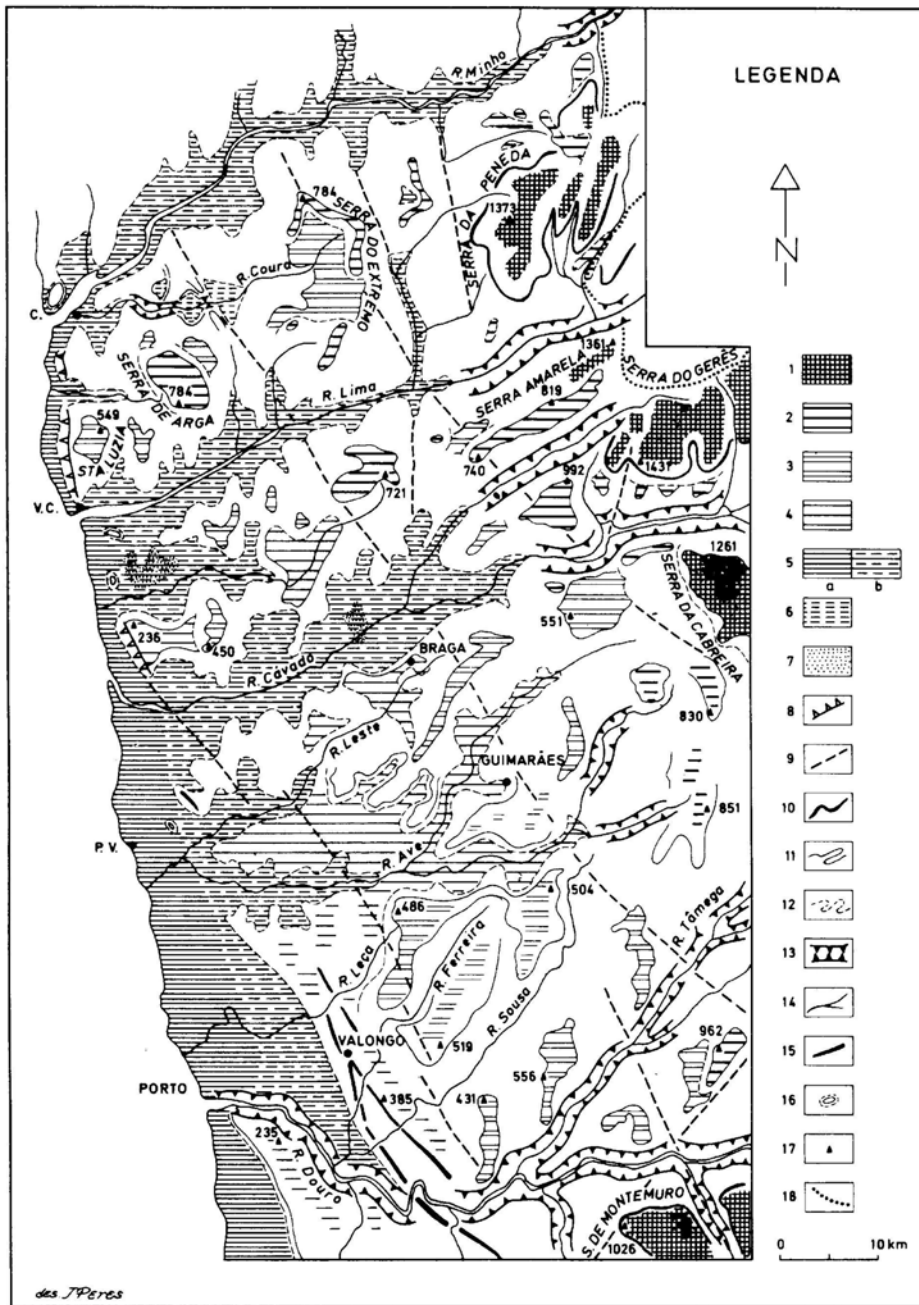 R. Minho
LEGENDA
N
SERRA DA PENEDA
1373
784
SERRA DO EXTREMO
R. Coura
C.
SERRA DE ARGA
784
549
STA LUZIA
V.C.
R. Lima
1361
SERRA DO GERÊS
SERRA AMARELA
819
740
721
992
1431
1261
SERRA DA CABREIRA
551
236
450
R. Cávado
BRAGA
830
R. Leste
GUIMARÃES
851
P.V.
R. Ave
504
486
R. Leça
R. Ferreira
R. Sousa
R. Tâmega
VALONGO
519
962
PORTO
385
431
556
235
R. Douro
S. DE MONTEMURO
1026
1
2
3
4
5
a b
6
7
8
9
10
11
12
13
14
15
16
17
18
0 10 km
des. J Peres